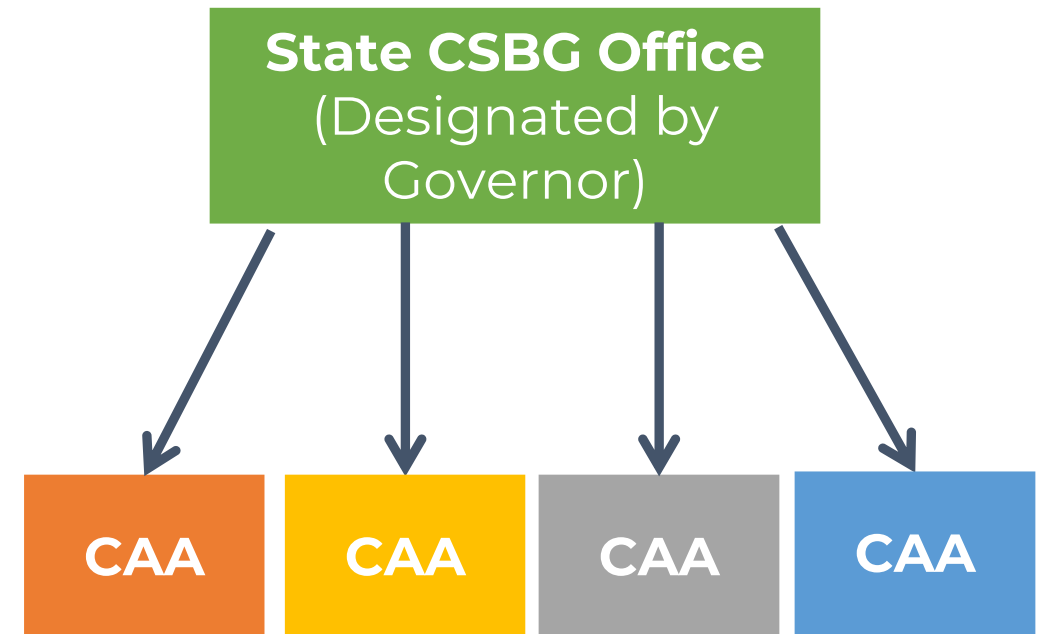 State CSBG Office
(Designated by
Governor)
CAA
CAA
CAA
CAA